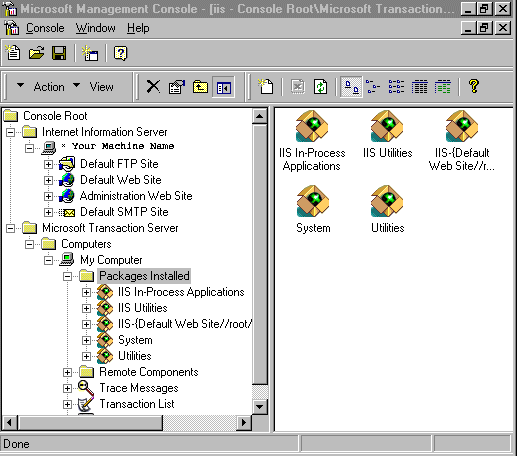 Microsoft Management Console - [iis - Console Root\Microsoft Transaction...
Console Window Help
Action View
Console Root
Internet Information Server
* Your Machine Name
Default FTP Site
Default Web Site
Administration Web Site
Default SMTP Site
Microsoft Transaction Server
Computers
My Computer
Packages Installed
IIS In-Process Applications
IIS Utilities
IIS-{Default Web Site//root/
System
Utilities
Remote Components
Trace Messages
Transaction List
IIS In-Process
Applications
IIS Utilities
IIS-{Default
Web Site//r...
System
Utilities
Done